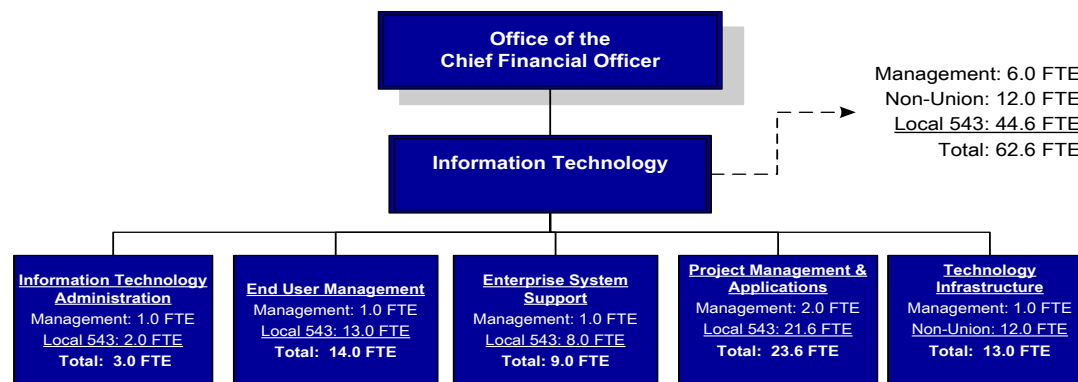 Office of the
Chief Financial Officer
Management: 6.0 FTE
Non-Union: 12.0 FTE
Local 543: 44.6 FTE
Total: 62.6 FTE
Information Technology
Information Technology
Administration
Management: 1.0 FTE
Local 543: 2.0 FTE
Total: 3.0 FTE
End User Management
Management: 1.0 FTE
Local 543: 13.0 FTE
Total: 14.0 FTE
Enterprise System
Support
Management: 1.0 FTE
Local 543: 8.0 FTE
Total: 9.0 FTE
Project Management &
Applications
Management: 2.0 FTE
Local 543: 21.6 FTE
Total: 23.6 FTE
Technology
Infrastructure
Management: 1.0 FTE
Non-Union: 12.0 FTE
Total: 13.0 FTE